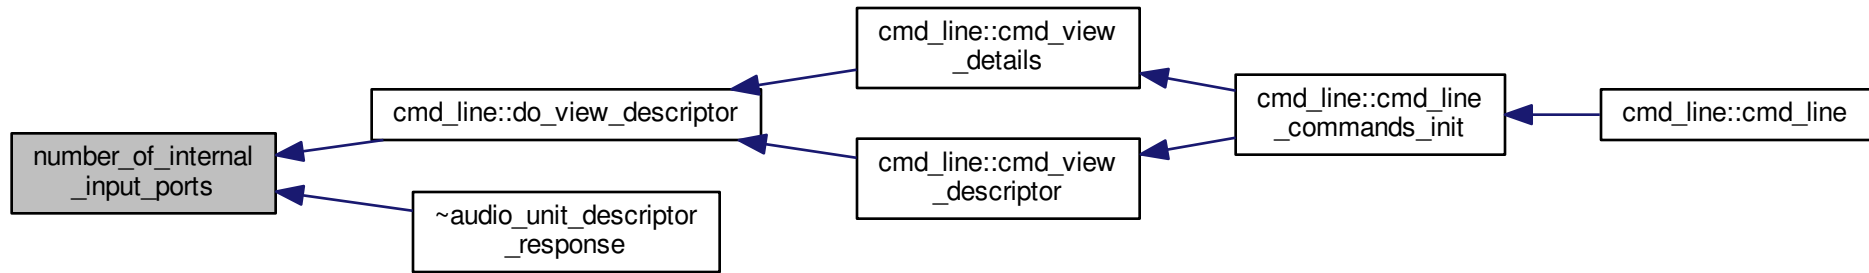 number_of_internal
_input_ports
cmd_line::do_view_descriptor
~audio_unit_descriptor
_response
cmd_line::cmd_view
_details
cmd_line::cmd_view
_descriptor
cmd_line::cmd_line
_commands_init
cmd_line::cmd_line